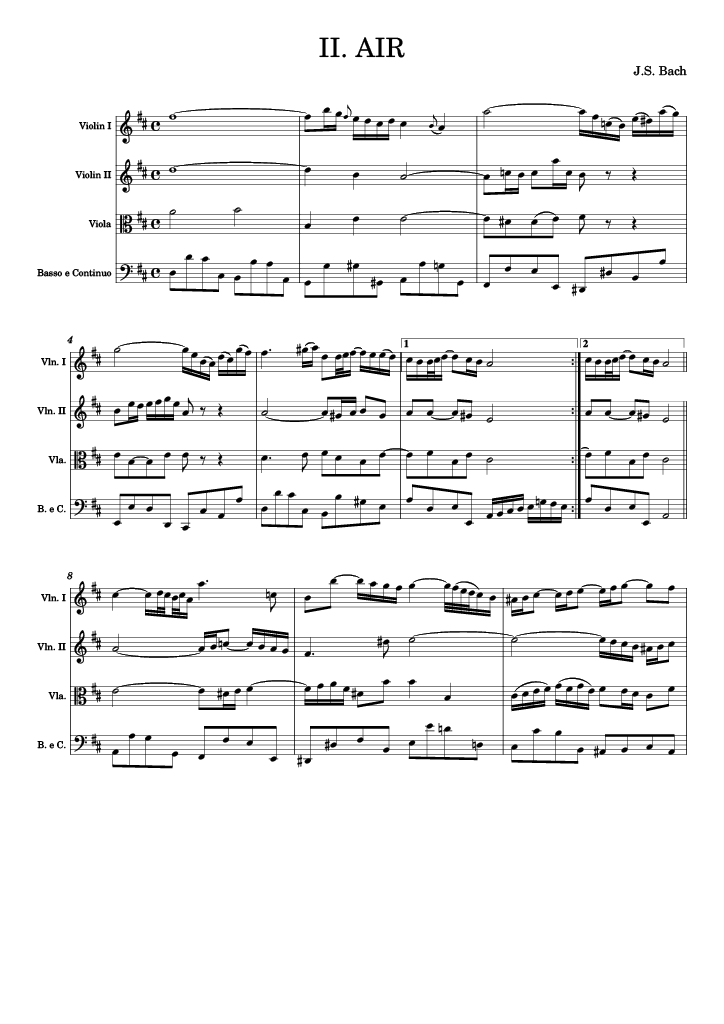 II. AIR
J.S. Bach
Violin I
Violin II
Viola
Basso e Continuo
4
1
2
Vln. I
Vln. II
Vla.
B. e C.
8
Vln. I
Vln. II
Vla.
B. e C.